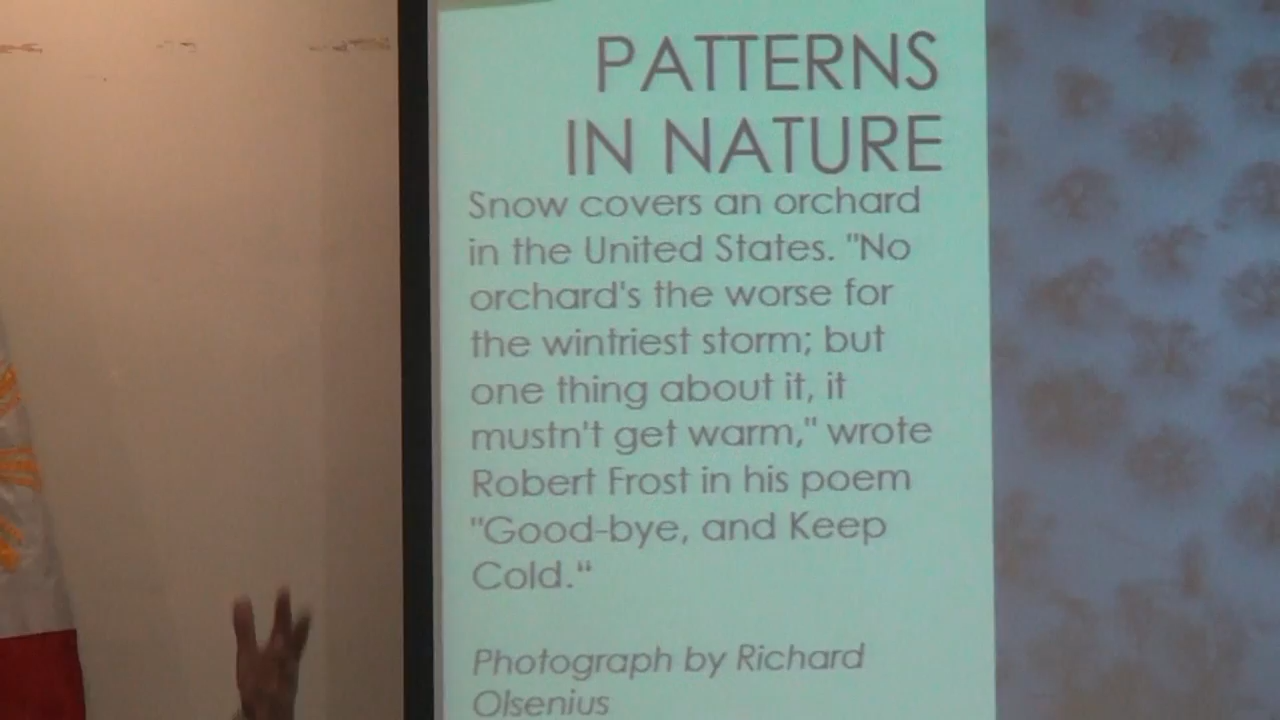 PATTERNS
IN NATURE
Snow covers an orchard
in the United States. "No
orchard's the worse for
the wintriest storm; but
one thing about it, it
mustn't get warm," wrote
Robert Frost in his poem
"Good-bye, and Keep
Cold."
Photograph by Richard
Olsenius